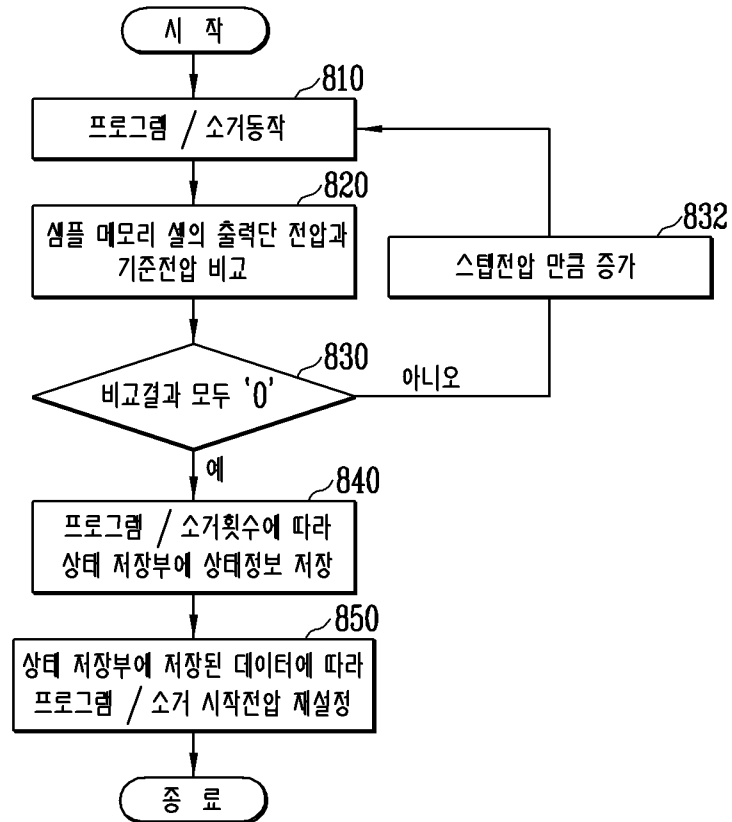 시 작
810
프로그램 / 소거동작
820
샘플 메모리 셀의 출력단 전압과
기준전압 비교
832
스텝전압 만큼 증가
830
비교결과 모두 '0'
아니오
예
840
프로그램 / 소거횟수에 따라
상태 저장부에 상태정보 저장
850
상태 저장부에 저장된 데이터에 따라
프로그램 / 소거 시작전압 재설정
종 료